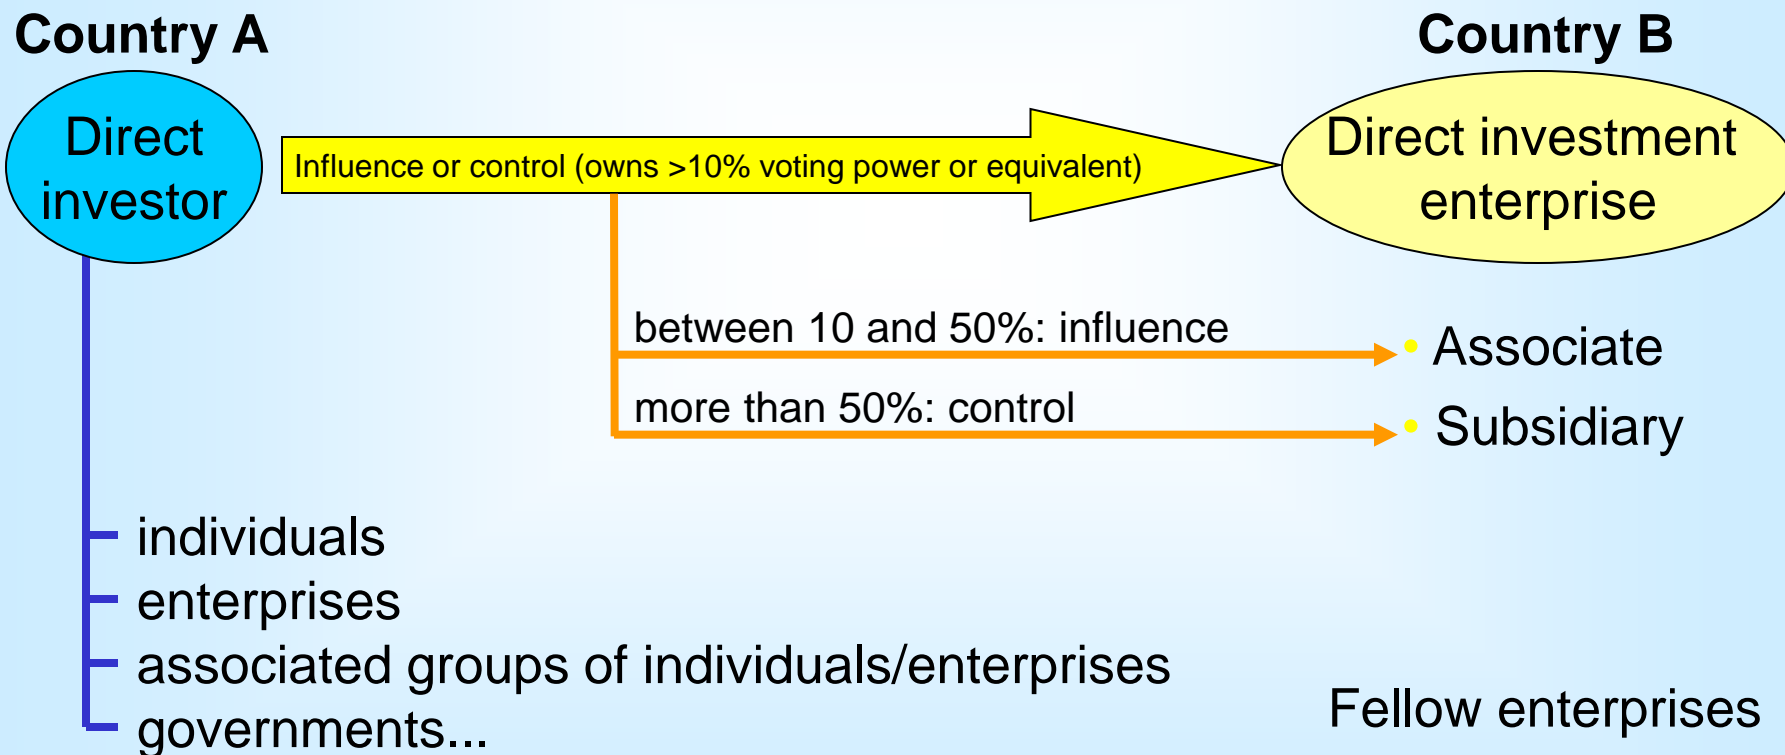 Country A
Country B
Direct
investor
Influence or control (owns >10% voting power or equivalent)
Direct investment
enterprise
between 10 and 50%: influence
• Associate
more than 50%: control
• Subsidiary
individuals
enterprises
associated groups of individuals/enterprises
governments...
Fellow enterprises